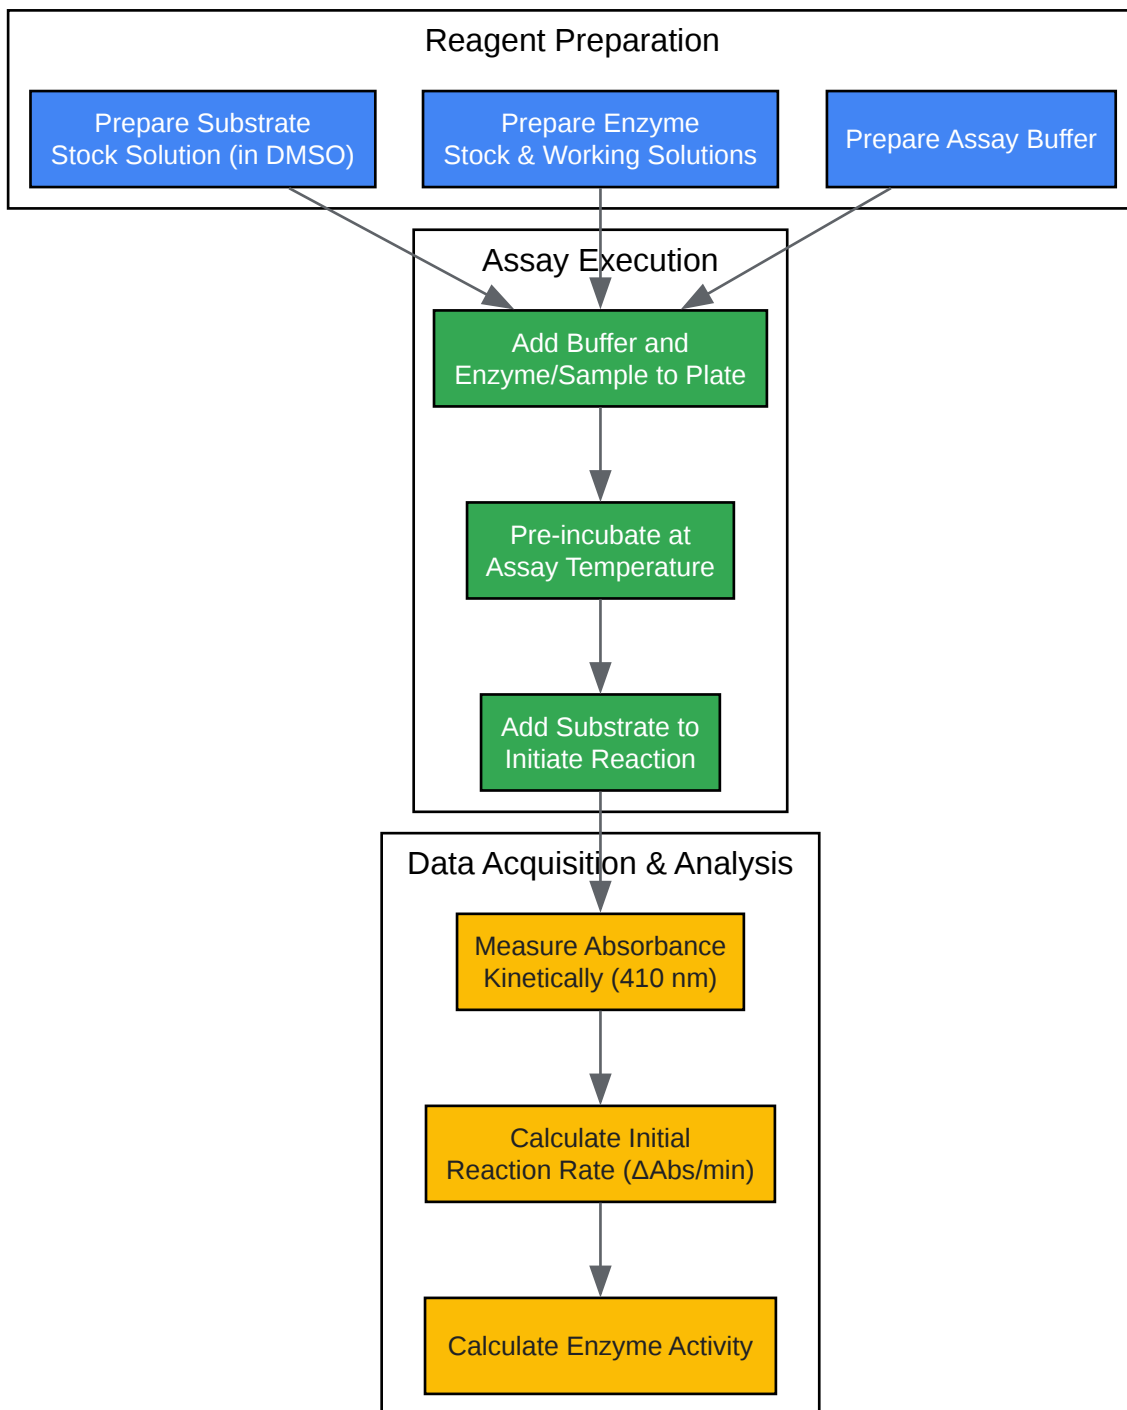 Reagent Preparation
Prepare Substrate
Stock Solution (in DMSO)
Prepare Enzyme
Stock & Working Solutions
Prepare Assay Buffer
Assay Execution
Add Buffer and
Enzyme/Sample to Plate
Pre-incubate at
Assay Temperature
Add Substrate to
Initiate Reaction
Data Acquisition & Analysis
Measure Absorbance
Kinetically (410 nm)
Calculate Initial
Reaction Rate (ΔAbs/min)
Calculate Enzyme Activity